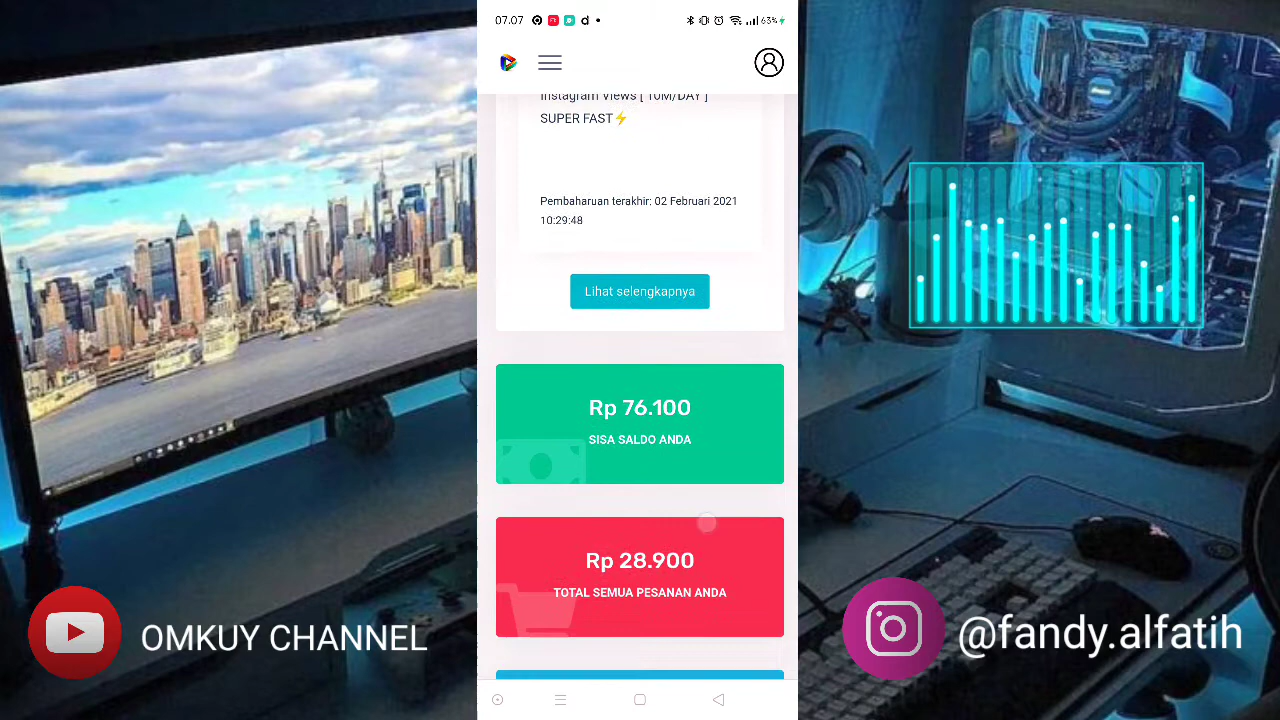 07.07
63%
Instagram Views [ 10M/DAY ]
SUPER FAST⚡
Pembaharuan terakhir: 02 Februari 2021
10:29:48
Lihat selengkapnya
Rp 76.100
SISA SALDO ANDA
Rp 28.900
TOTAL SEMUA PESANAN ANDA
OMKUY CHANNEL
@fandy.alfatih